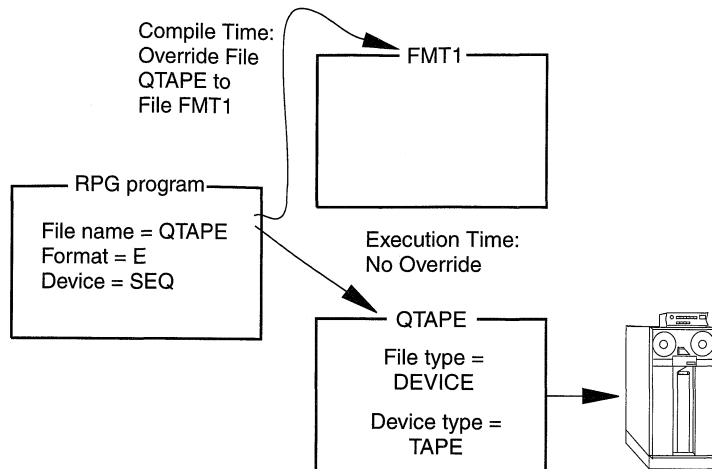 Compile Time:
Override File
QTAPE to
File FMT1
FMT1
RPG program
File name = QTAPE
Format = E
Device = SEQ
Execution Time:
No Override
QTAPE
File type =
DEVICE
Device type =
TAPE